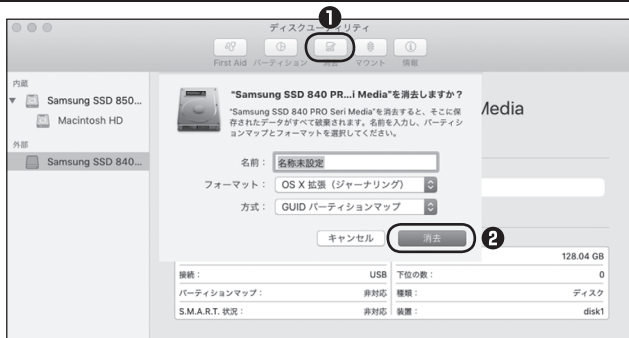 ❶
ディスクユーティリティ
First Aid パーティション 消去 マウント 情報
内蔵
Samsung SSD 850...
Macintosh HD
外部
Samsung SSD 840...
"Samsung SSD 840 PR...i Media"を消去しますか？
"Samsung SSD 840 PRO Seri Media"を消去すると、そこに保
存されたデータがすべて破棄されます。名前を入力し、パーティシ
ョンマップとフォーマットを選択してください。
Media
名前： 名称未設定
フォーマット： OS X 拡張（ジャーナリング）
方式： GUID パーティションマップ
キャンセル 消去 ❷
128.04 GB
接続： USB 下位の数： 0
パーティションマップ： 非対応 種類： ディスク
S.M.A.R.T. 状況： 非対応 装置： disk1